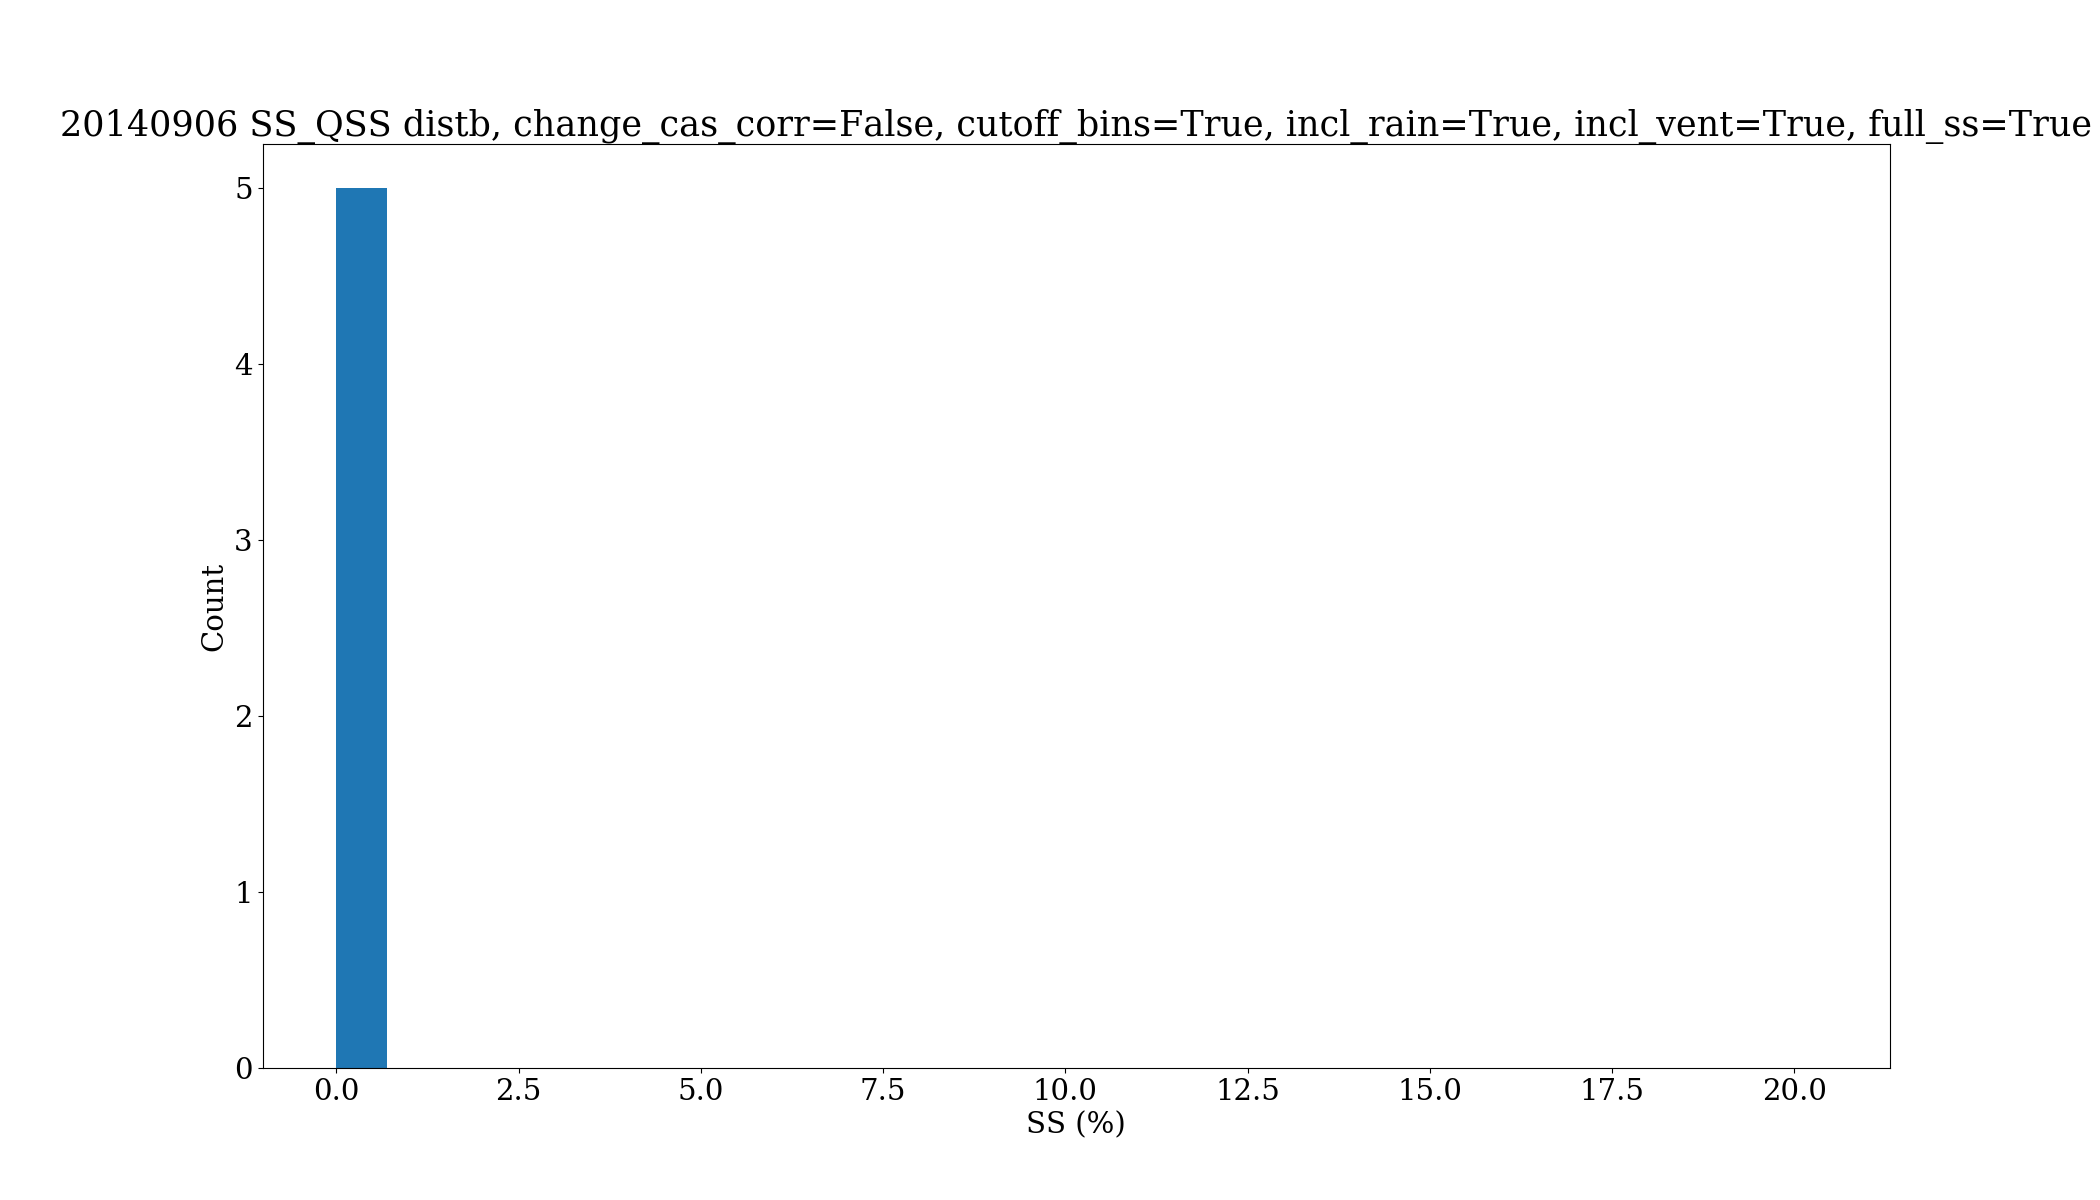 20140906 SS_QSS distb, change_cas_corr=False, cutoff_bins=True, incl_rain=True, incl_vent=True, full_ss=True
5
4
3
2
1
0
Count
0.0 2.5 5.0 7.5 10.0 12.5 15.0 17.5 20.0
SS (%)